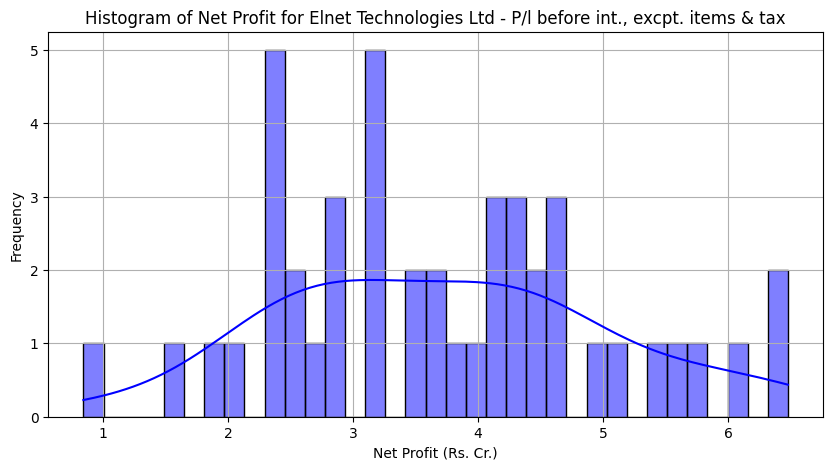 Histogram of Net Profit for Elnet Technologies Ltd - P/l before int., excpt. items & tax
5
4
3
2
1
0
Frequency
1 2 3 4 5 6
Net Profit (Rs. Cr.)